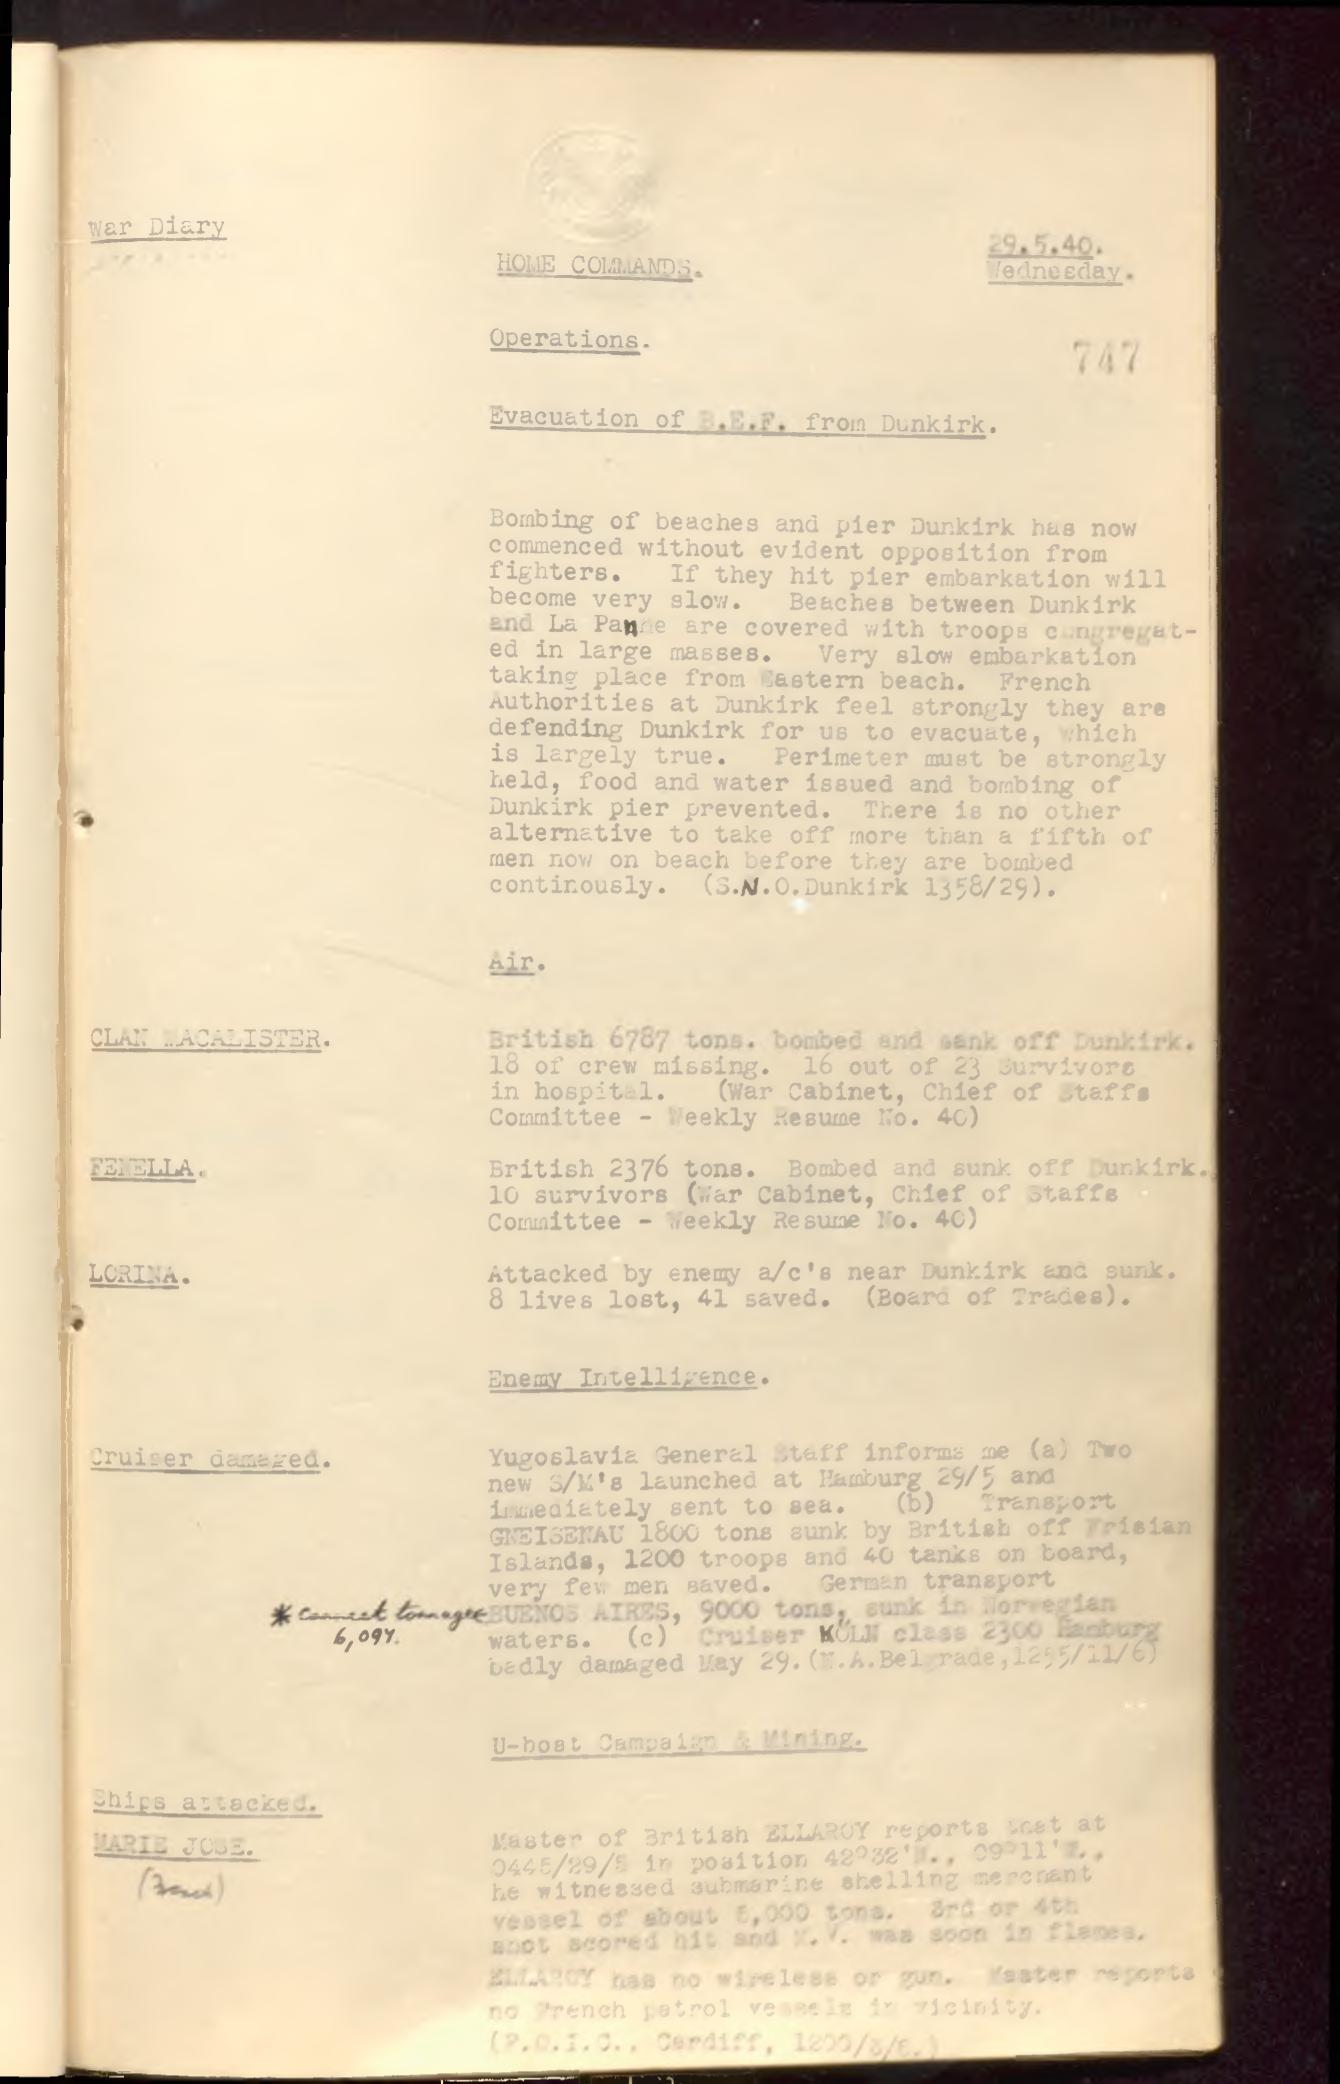 War Diary
29.5.40.
HOME COMMANDS.
Wednesday.
Operations.
747
Evacuation of B.E.F. from Dunkirk.
Bombing of beaches and pier Dunkirk has now
commenced without evident opposition from
fighters. If they hit pier embarkation will
become very slow. Beaches between Dunkirk
and La Panne are covered with troops congregat-
ed in large masses. Very slow embarkation
taking place from Eastern beach. French
Authorities at Dunkirk feel strongly they are
defending Dunkirk for us to evacuate, which
is largely true. Perimeter must be strongly
held, food and water issued and bombing of
Dunkirk pier prevented. There is no other
alternative to take off more than a fifth of
men now on beach before they are bombed
continously. (S.N.O.Dunkirk 1358/29).
Air.
CLAN MACALISTER.
British 6787 tons. bombed and sank off Dunkirk.
18 of crew missing. 16 out of 23 Survivors
in hospital. (War Cabinet, Chief of Staffs
Committee - Weekly Resume No. 40)
FENELLA.
British 2376 tons. Bombed and sunk off Dunkirk.
10 survivors (War Cabinet, Chief of Staffs
Committee - Weekly Resume No. 40)
LORINA.
Attacked by enemy a/c's near Dunkirk and sunk.
8 lives lost, 41 saved. (Board of Trades).
Enemy Intelligence.
Cruiser damaged.
Yugoslavia General Staff informs me (a) Two
new S/M's launched at Hamburg 29/5 and
immediately sent to sea. (b) Transport
GNEISENAU 1800 tons sunk by British off Frisian
Islands, 1200 troops and 40 tanks on board,
very few men saved. German transport
* correct tonnage BUENOS AIRES, 9000 tons, sunk in Norwegian
6,097. waters. (c) Cruiser KÖLN class 2300 Hamburg
badly damaged May 29. (N.A.Belgrade,1255/11/6)
U-boat Campaign & Mining.
Ships attacked.
MARIE JOSE.
Master of British ELLAROY reports that at
0445/29/5 in position 42°32'N., 09°11'W.,
he witnessed submarine shelling merchant
vessel of about 5,000 tons. 3rd or 4th
shot scored hit and M.V. was soon in flames.
ELLAROY has no wireless or gun. Master reports
no French patrol vessels in vicinity.
Cardiff,